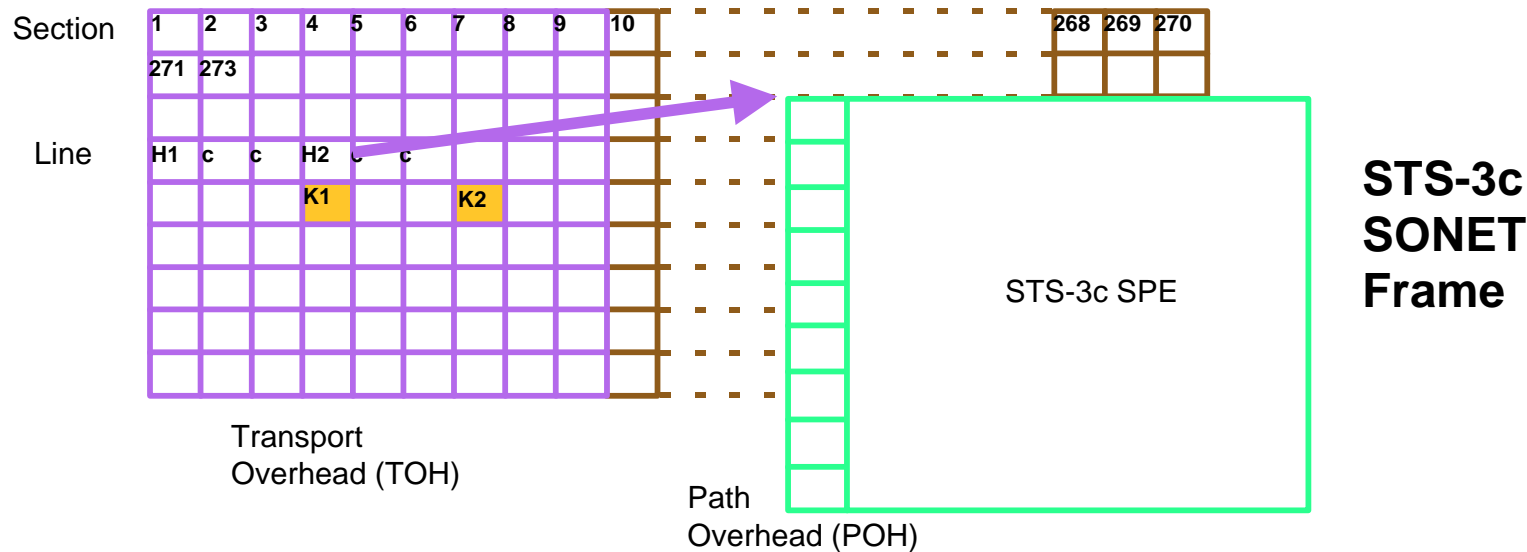 Section
1 2 3 4 5 6 7 8 9 10 268 269 270
271 273
Line
H1 c c H2 c c
K1 K2
STS-3c SPE
STS-3c
SONET
Frame
Transport
Overhead (TOH)
Path
Overhead (POH)